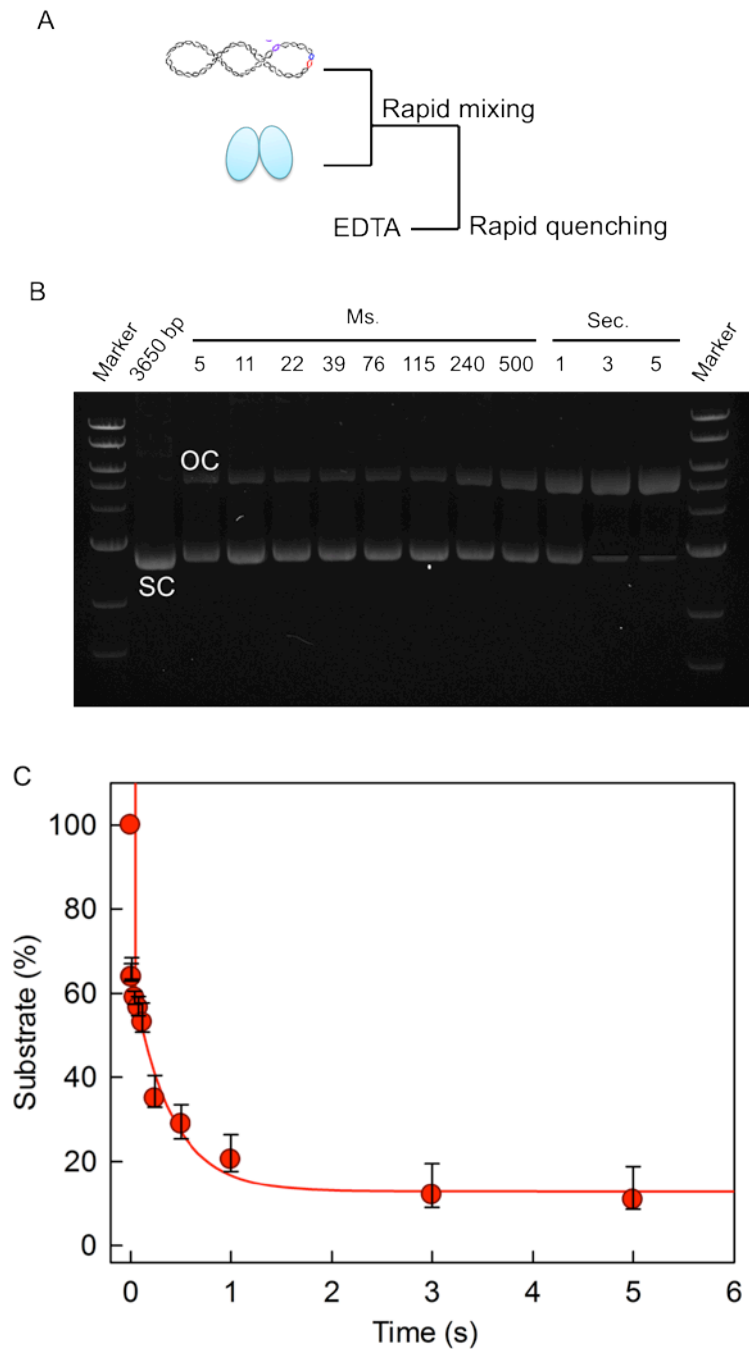 A
Rapid mixing
EDTA
Rapid quenching
B
Marker
3650 bp
Ms.
Sec.
Marker
5 11 22 39 76 115 240 500 1 3 5
OC
SC
C
Substrate (%)
100
80
60
40
20
0
0 1 2 3 4 5 6
Time (s)